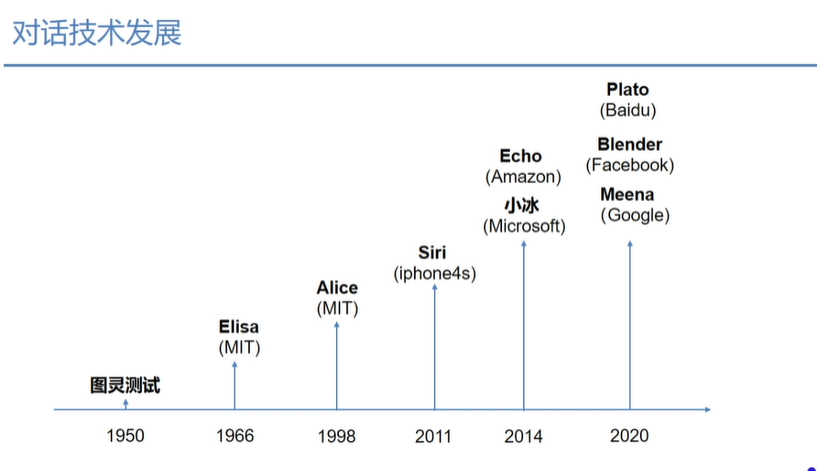 对话技术发展
Plato
(Baidu)
Blender
(Facebook)
Meena
(Google)
Echo
(Amazon)
小冰
(Microsoft)
Siri
(iphone4s)
Alice
(MIT)
Elisa
(MIT)
图灵测试
1950
1966
1998
2011
2014
2020